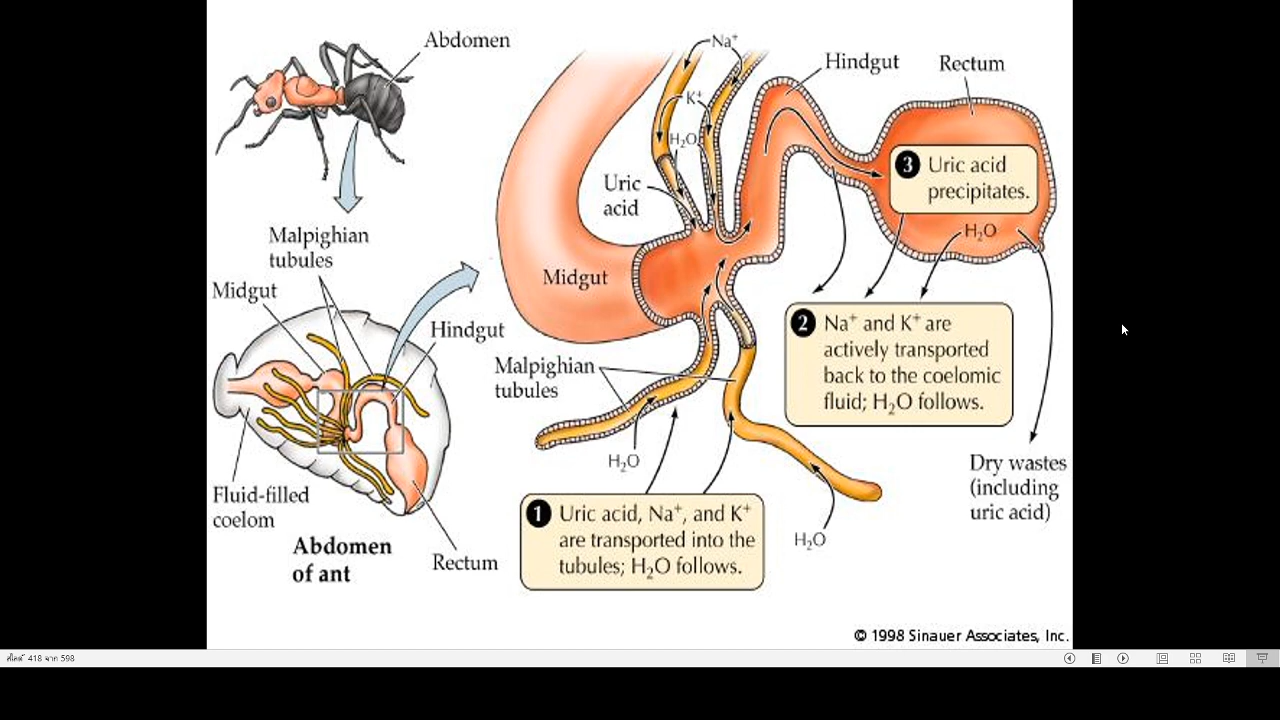 Abdomen
Na⁺
Hindgut
Rectum
K⁺
H₂O
3 Uric acid
precipitates.
Uric
acid
H₂O
Malpighian
tubules
Midgut
Midgut
Hindgut
2 Na⁺ and K⁺ are
actively transported
back to the coelomic
fluid; H₂O follows.
Malpighian
tubules
H₂O
Dry wastes
(including
uric acid)
Fluid-filled
coelom
1 Uric acid, Na⁺, and K⁺
are transported into the
tubules; H₂O follows.
H₂O
Abdomen
of ant
Rectum
© 1998 Sinauer Associates, Inc.
สไลด์ 418 จาก 598